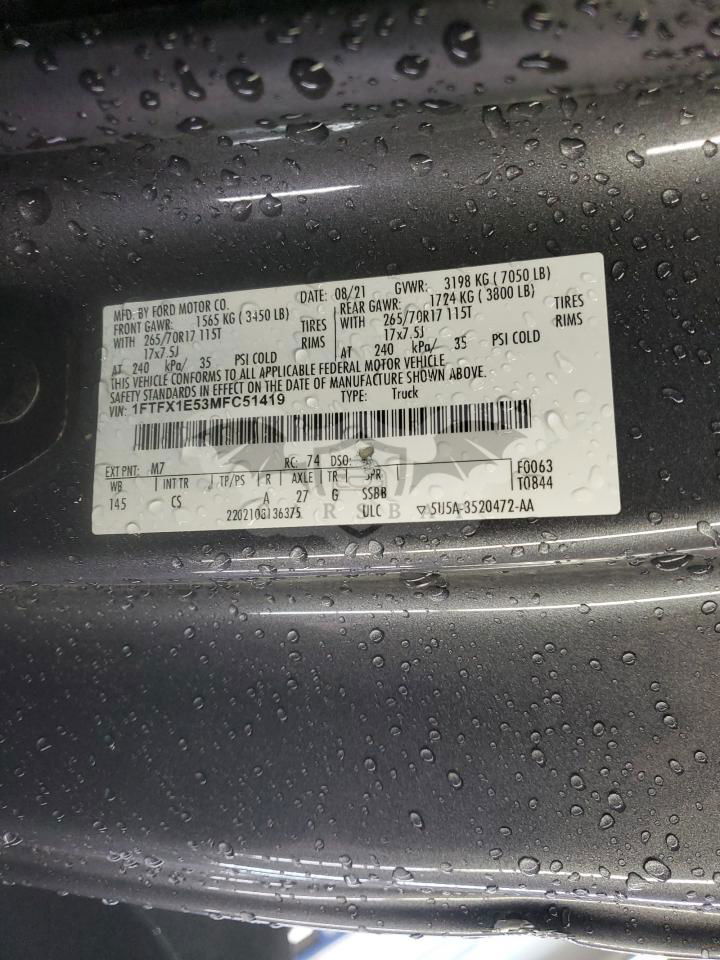 MFD. BY FORD MOTOR CO. DATE: 08/21 GVWR: 3198 KG ( 7050 LB)
FRONT GAWR: 1565 KG ( 3450 LB) REAR GAWR: 1724 KG ( 3800 LB)
WITH 265/70R17 115T TIRES WITH 265/70R17 115T TIRES
17x7.5J RIMS 17x7.5J RIMS
AT 240 kPa/ 35 PSI COLD AT 240 kPa/ 35 PSI COLD
THIS VEHICLE CONFORMS TO ALL APPLICABLE FEDERAL MOTOR VEHICLE
SAFETY STANDARDS IN EFFECT ON THE DATE OF MANUFACTURE SHOWN ABOVE.
VIN: 1FTFX1E53MFC51419 TYPE: Truck
EXT PNT: M7 RC: 74 DSO: F0063
WB INT TR TP/PS R AXLE TR SPR T0844
145 CS A 27 G SSBB
2202108136375 ULC ▽ 5U5A-3520472-AA